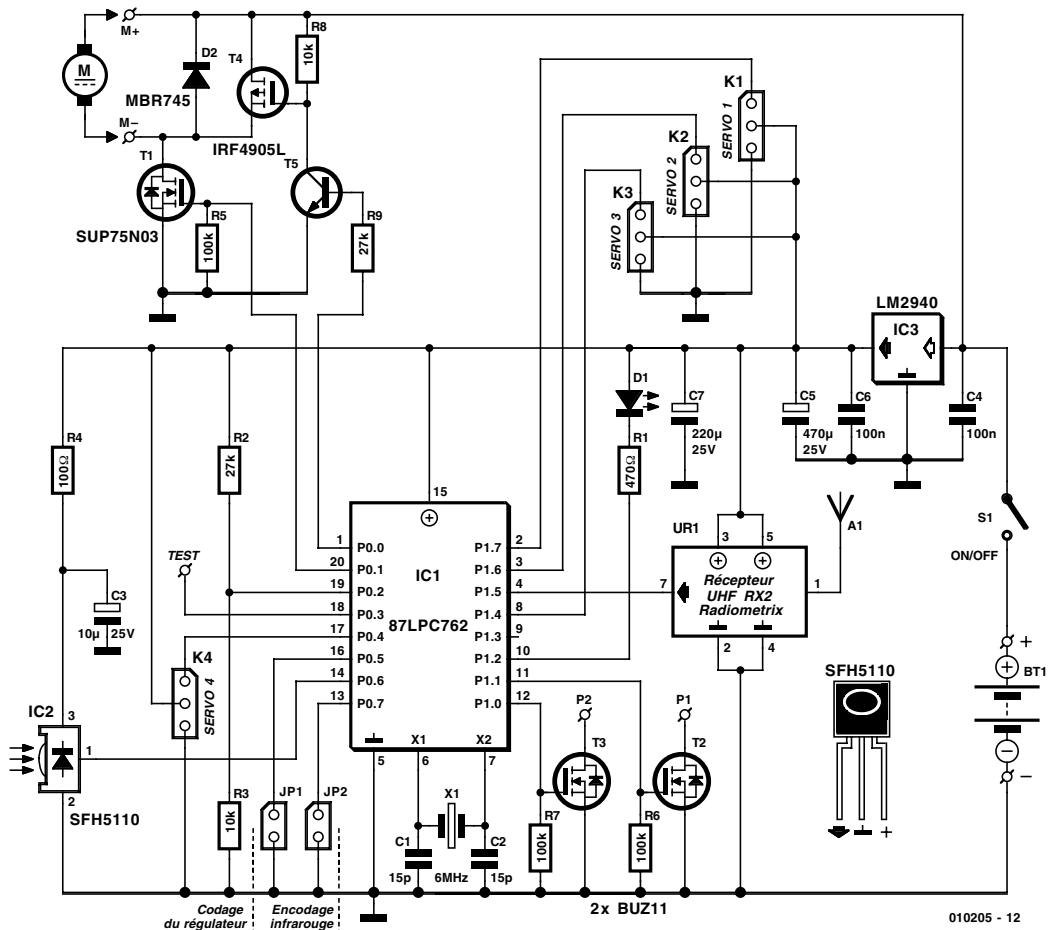 M+
D2
T4
R8
10k
M
MBR745
M–
IRF4905L
T1
T5
R5
100k
R9
27k
SUP75N03
K1
SERVO 1
K2
SERVO 2
K3
SERVO 3
LM2940
IC3
R4
100Ω
R2
27k
D1
R1
470Ω
C7
220µ
25V
C5
470µ
25V
C6
100n
C4
100n
A1
S1
ON/OFF
TEST
C3
10µ 25V
15
IC1
87LPC762
1 P0.0
20 P0.1
19 P0.2
18 P0.3
17 P0.4
16 P0.5
14 P0.6
13 P0.7
P1.7 2
P1.6 3
P1.5 4
P1.4 8
P1.3 9
P1.2 10
P1.1 11
P1.0 12
X1 X2
5 6 7
UR1
3 5
7 1
Récepteur
UHF RX2
Radiometrix
2 4
K4
SERVO 4
IC2
3
1
2
SFH5110
R3
10k
JP1
JP2
X1
C1
15p
6MHz
C2
15p
P2
T3
P1
T2
R7
100k
R6
100k
2x BUZ11
SFH5110
+
+
BT1
–
Codage
du régulateur
Encodage
infrarouge
010205 - 12